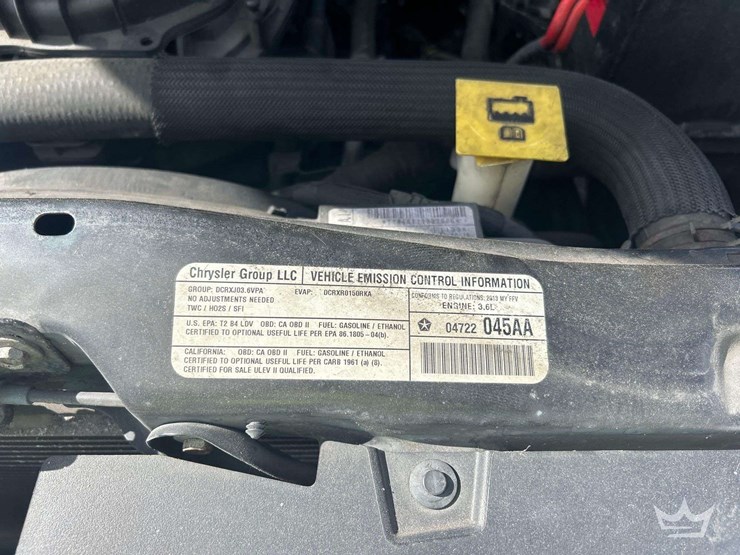 Chrysler Group LLC
VEHICLE EMISSION CONTROL INFORMATION
GROUP: DCRXJ03.6VPA EVAP: DCRXR0150RKA
NO ADJUSTMENTS NEEDED
TWC / HO2S / SFI
CONFORMS TO REGULATIONS: 2013 MY FFV
ENGINE: 3.6L
U.S. EPA: T2 B4 LDV OBD: CA OBD II FUEL: GASOLINE / ETHANOL
CERTIFIED TO OPTIONAL USEFUL LIFE PER EPA 86.1805-04(b).
04722 045AA
CALIFORNIA: OBD: CA OBD II FUEL: GASOLINE / ETHANOL
CERTIFIED TO OPTIONAL USEFUL LIFE PER CARB 1961 (a) (8).
CERTIFIED FOR SALE ULEV II QUALIFIED.